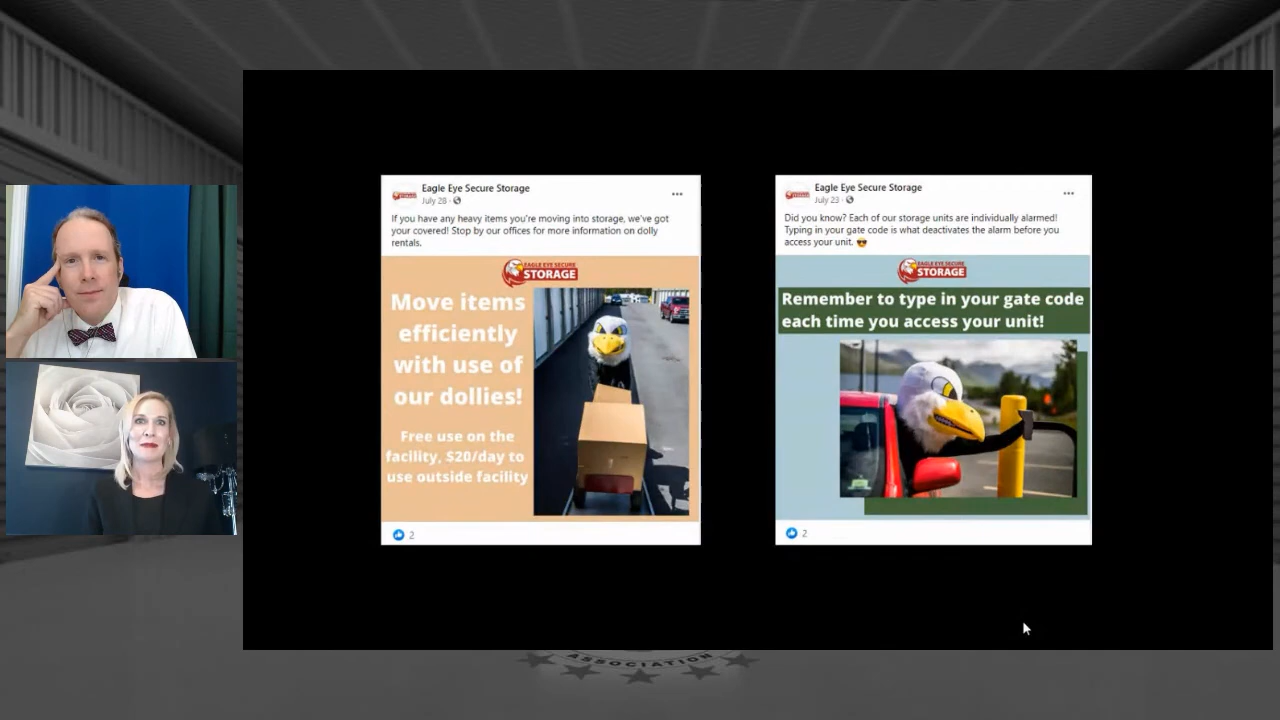 Eagle Eye Secure Storage
July 28
If you have any heavy items you're moving into storage, we've got
your covered! Stop by our offices for more information on dolly
rentals.
EAGLE EYE SECURE
STORAGE
Move items
efficiently
with use of
our dollies!
Free use on the
facility, $20/day to
use outside facility
2
Eagle Eye Secure Storage
July 23
Did you know? Each of our storage units are individually alarmed!
Typing in your gate code is what deactivates the alarm before you
access your unit. 😎
EAGLE EYE SECURE
STORAGE
Remember to type in your gate code
each time you access your unit!
2
ASSOCIATION